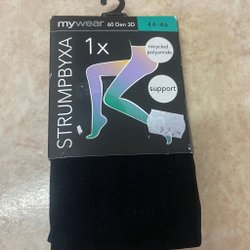 mywear 60 Den 3D 44-46
STRUMPBYXA
1x
recycled
polyamide
support